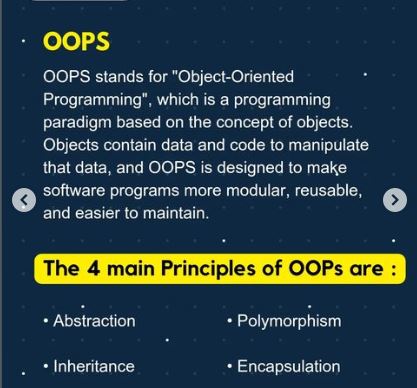 OOPS
OOPS stands for "Object-Oriented
Programming", which is a programming
paradigm based on the concept of objects.
Objects contain data and code to manipulate
that data, and OOPS is designed to make
software programs more modular, reusable,
and easier to maintain.
The 4 main Principles of OOPs are :
• Abstraction
• Polymorphism
• Inheritance
• Encapsulation